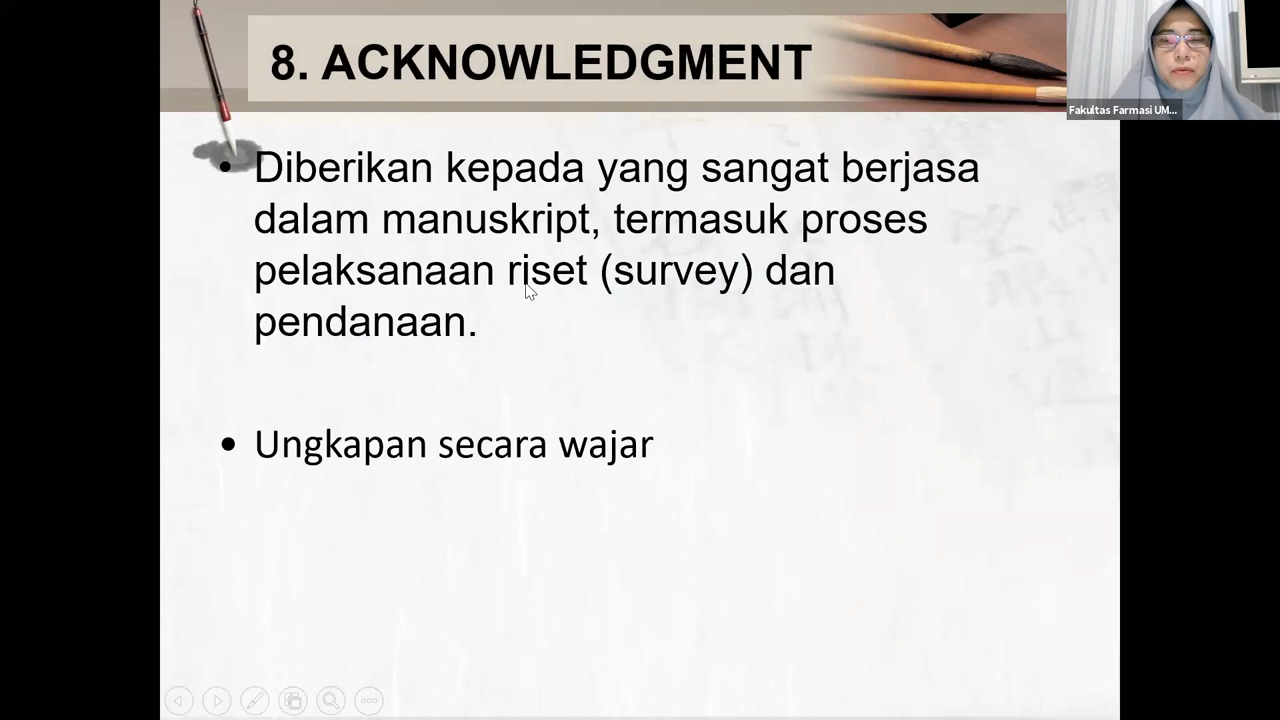 8. ACKNOWLEDGMENT
Fakultas Farmasi UM...
• Diberikan kepada yang sangat berjasa
dalam manuskript, termasuk proses
pelaksanaan riset (survey) dan
pendanaan.
• Ungkapan secara wajar